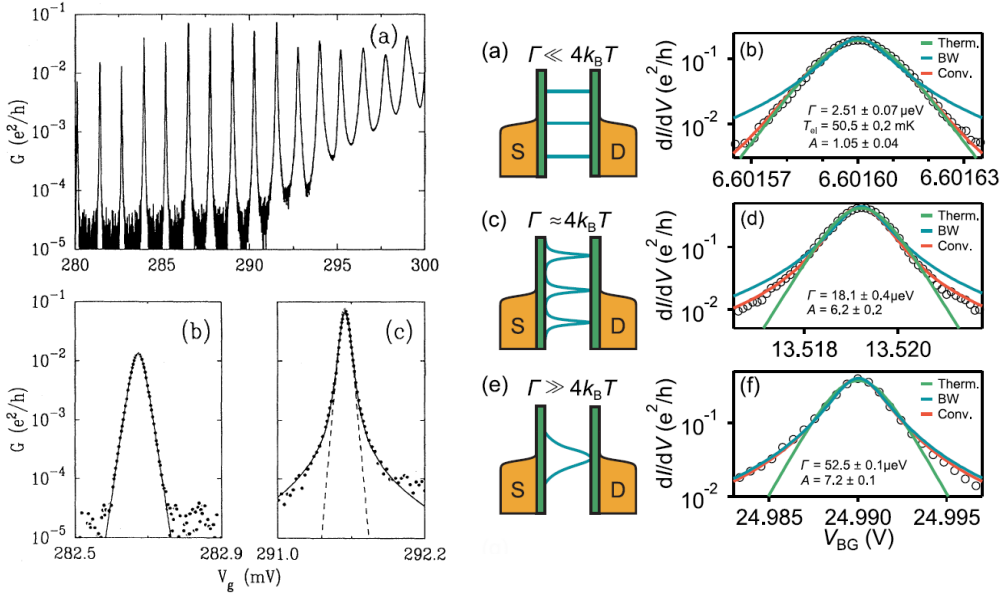 (a)
G (e²/h)
10⁻¹
10⁻²
10⁻³
10⁻⁴
10⁻⁵
280 285 290 295 300
(b)
(c)
G (e²/h)
10⁻¹
10⁻²
10⁻³
10⁻⁴
10⁻⁵
282.5 282.9 291.0 292.2
V_g (mV)
(a) Γ ≪ 4k_BT
S D
(b)
Therm.
BW
Conv.
dI/dV (e²/h)
10⁻¹
10⁻²
Γ = 2.51 ± 0.07 µeV
T_el = 50.5 ± 0.2 mK
A = 1.05 ± 0.04
6.60157 6.60160 6.60163
(c) Γ ≈ 4k_BT
S D
(d)
Therm.
BW
Conv.
dI/dV (e²/h)
10⁻¹
10⁻²
Γ = 18.1 ± 0.4µeV
A = 6.2 ± 0.2
13.518 13.520
(e) Γ ≫ 4k_BT
S D
(f)
Therm.
BW
Conv.
dI/dV (e²/h)
10⁻¹
10⁻²
Γ = 52.5 ± 0.1µeV
A = 7.2 ± 0.1
24.985 24.990 24.995
V_BG (V)